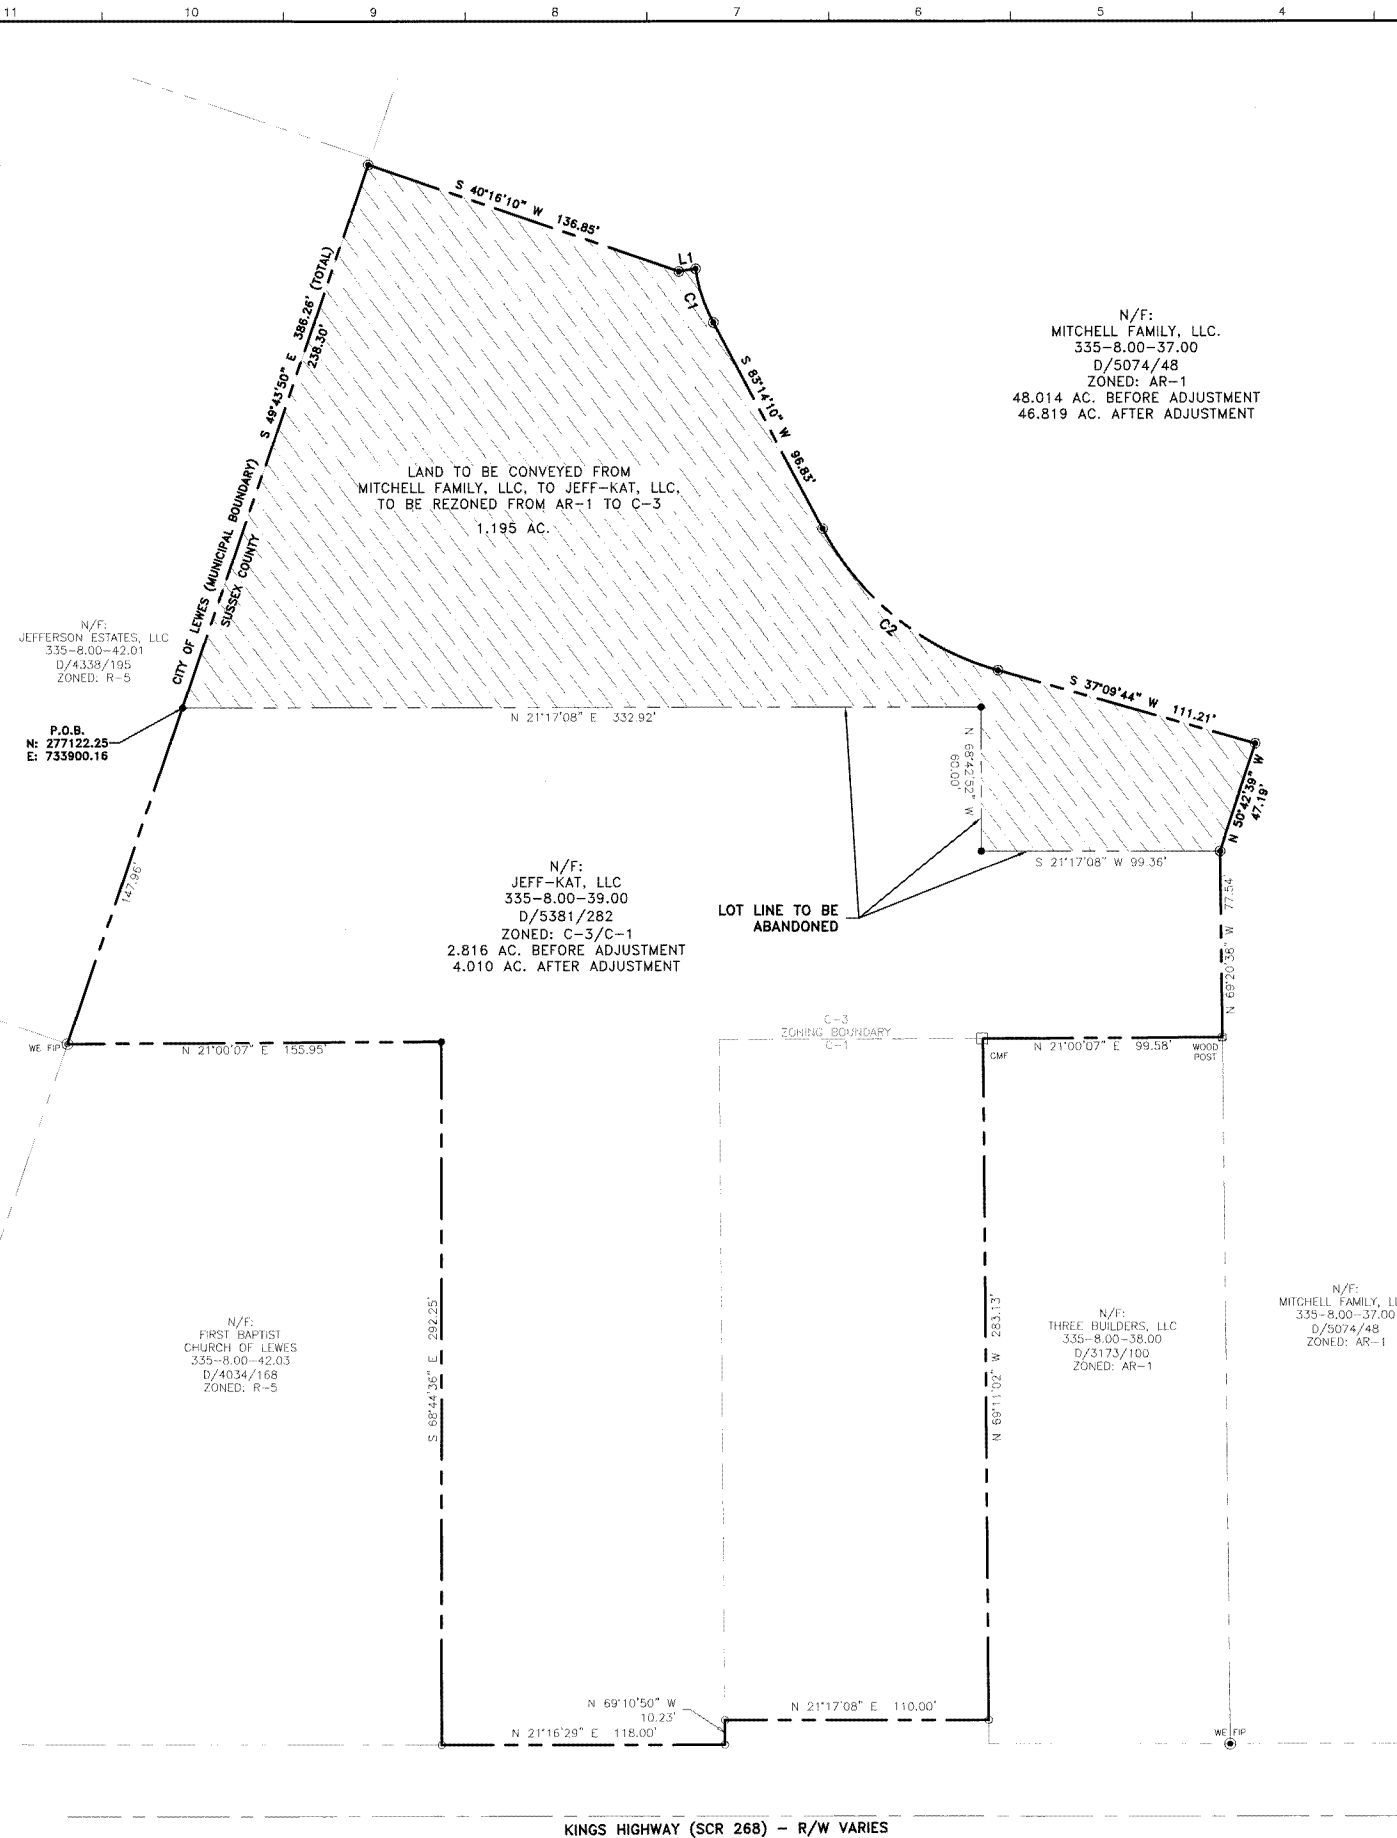 11 10 9 8 7 6 5 4
S 40°16'10" W 136.85'
L1
C1
S 49°43'50" E 386.26' (TOTAL)
238.30'
N/F:
MITCHELL FAMILY, LLC.
335-8.00-37.00
D/5074/48
ZONED: AR-1
48.014 AC. BEFORE ADJUSTMENT
46.819 AC. AFTER ADJUSTMENT
S 83°14'10" W 96.83'
LAND TO BE CONVEYED FROM
MITCHELL FAMILY, LLC, TO JEFF-KAT, LLC,
TO BE REZONED FROM AR-1 TO C-3
1.195 AC.
CITY OF LEWES (MUNICIPAL BOUNDARY)
SUSSEX COUNTY
C2
N/F:
JEFFERSON ESTATES, LLC
335-8.00-42.01
D/4338/195
ZONED: R-5
S 37°09'44" W 111.21'
P.O.B.
N: 277122.25
E: 733900.16
N 21°17'08" E 332.92'
N 68°42'52" W
60.00'
N 50°42'39" W
47.19'
S 21°17'08" W 99.36'
147.96'
N/F:
JEFF-KAT, LLC
335-8.00-39.00
D/5381/282
ZONED: C-3/C-1
2.816 AC. BEFORE ADJUSTMENT
4.010 AC. AFTER ADJUSTMENT
LOT LINE TO BE
ABANDONED
N 69°20'36" W 77.54'
C-3
ZONING BOUNDARY
C-1
WE FIP
N 21°00'07" E 155.95'
CMF
N 21°00'07" E 99.58'
WOOD
POST
S 68°44'36" E 292.25'
N 69°11'02" W 283.13'
N/F:
FIRST BAPTIST
CHURCH OF LEWES
335-8.00-42.03
D/4034/168
ZONED: R-5
N/F:
THREE BUILDERS, LLC
335-8.00-38.00
D/3173/100
ZONED: AR-1
N/F:
MITCHELL FAMILY,
335-8.00-37.00
D/5074/48
ZONED: AR-1
N 69°10'50" W
10.23'
N 21°17'08" E 110.00'
N 21°16'29" E 118.00'
WE FIP
KINGS HIGHWAY (SCR 268) - R/W VARIES